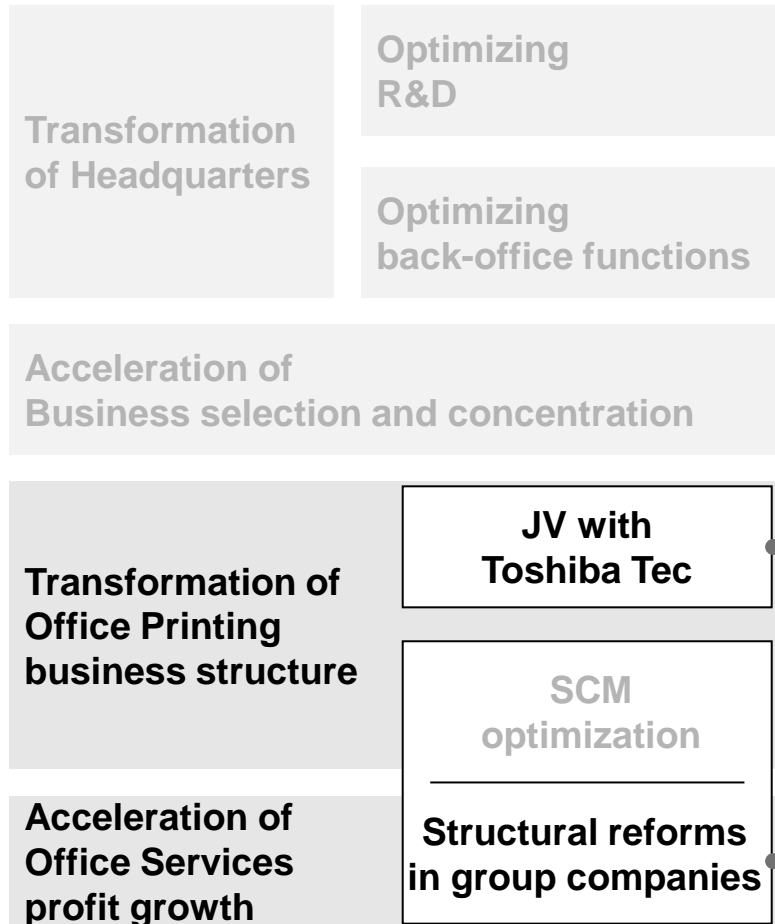 Transformation
of Headquarters
Optimizing
R&D
Optimizing
back-office functions
Acceleration of
Business selection and concentration
Transformation of
Office Printing
business structure
JV with
Toshiba Tec
SCM
optimization
Acceleration of
Office Services
profit growth
Structural reforms
in group companies